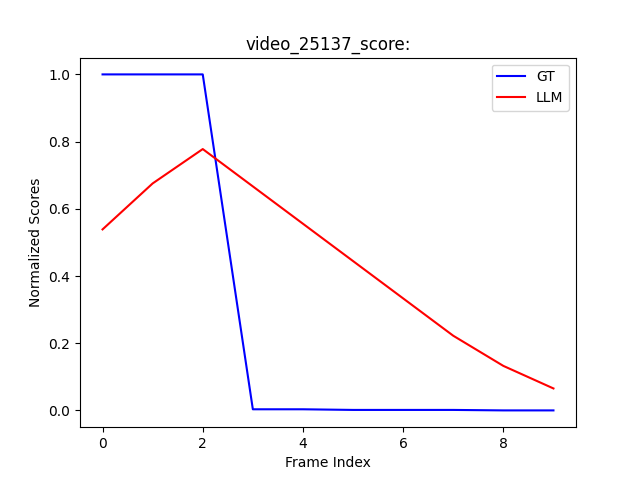 video_25137_score:
GT
LLM
1.0
0.8
0.6
0.4
0.2
0.0
Normalized Scores
0 2 4 6 8
Frame Index